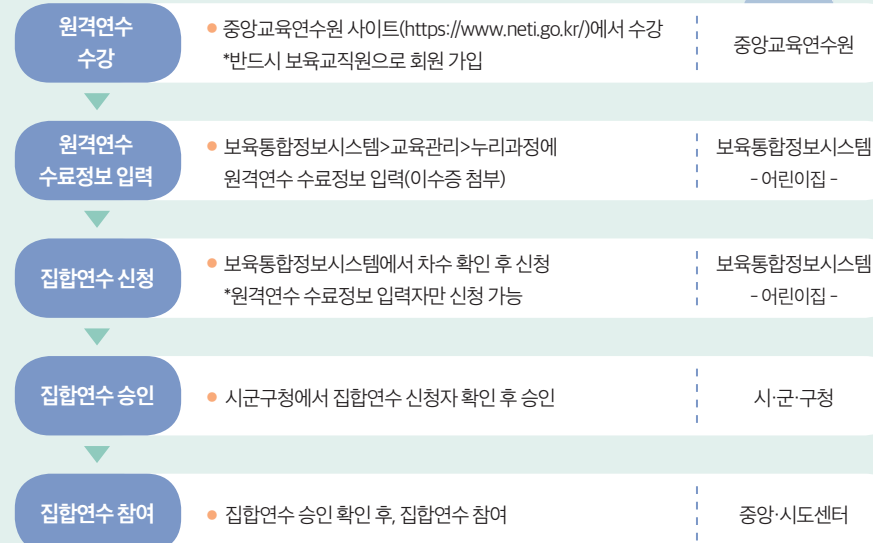 원격연수
수강
• 중앙교육연수원 사이트(https://www.neti.go.kr/)에서 수강
*반드시 보육교직원으로 회원 가입
중앙교육연수원
원격연수
수료정보 입력
• 보육통합정보시스템>교육관리>누리과정에
원격연수 수료정보 입력(이수증 첨부)
보육통합정보시스템
- 어린이집 -
집합연수 신청
• 보육통합정보시스템에서 차수 확인 후 신청
*원격연수 수료정보 입력자만 신청 가능
보육통합정보시스템
- 어린이집 -
집합연수 승인
• 시군구청에서 집합연수 신청자 확인 후 승인
시·군·구청
집합연수 참여
• 집합연수 승인 확인 후, 집합연수 참여
중앙·시도센터